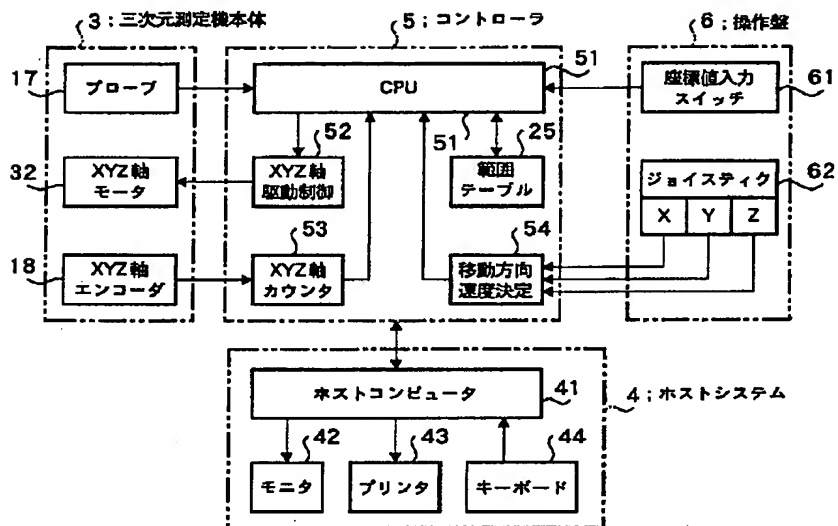 3；三次元測定機本体
5；コントローラ
6；操作盤
17
プローブ
51
CPU
座標値入力
スイッチ
61
52
51
25
32
XYZ軸
モータ
XYZ軸
駆動制御
範囲
テーブル
ジョイスティク
62
X Y Z
53
54
18
XYZ軸
エンコーダ
XYZ軸
カウンタ
移動方向
速度決定
ホストコンピュータ
41
4；ホストシステム
42
43
44
モニタ
プリンタ
キーボード